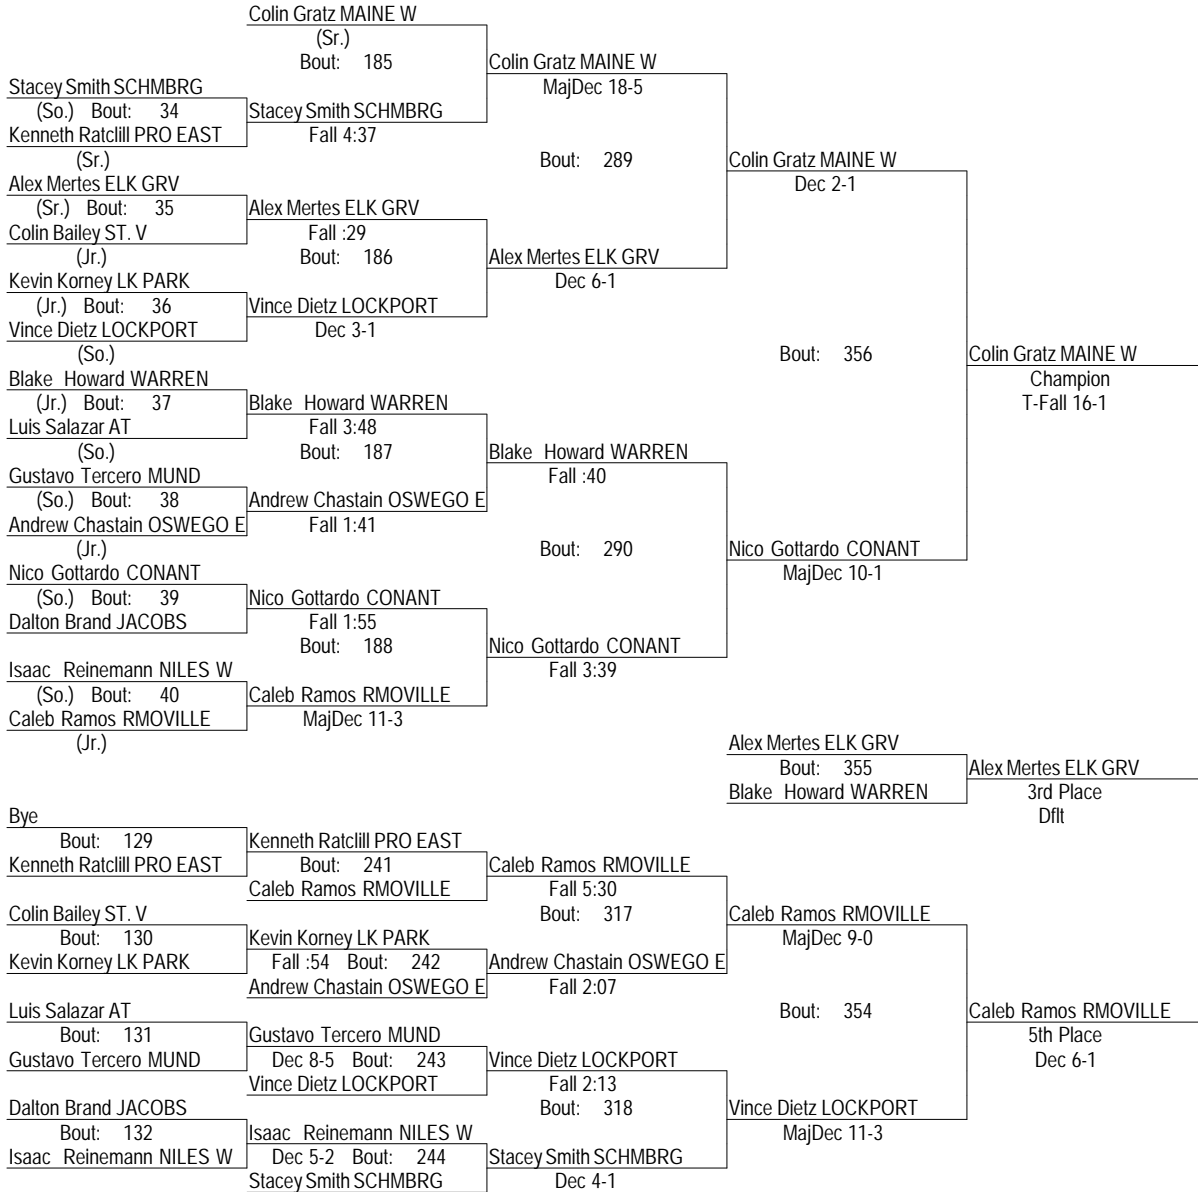 Colin Gratz MAINE W
(Sr.)
Bout: 185
Colin Gratz MAINE W
Stacey Smith SCHMBRG
MajDec 18-5
(So.) Bout: 34
Stacey Smith SCHMBRG
Kenneth Ratclill PRO EAST
Fall 4:37
(Sr.)
Bout: 289
Colin Gratz MAINE W
Alex Mertes ELK GRV
Dec 2-1
(Sr.) Bout: 35
Alex Mertes ELK GRV
Colin Bailey ST. V
Fall :29
(Jr.)
Bout: 186
Alex Mertes ELK GRV
Kevin Korney LK PARK
Dec 6-1
(Jr.) Bout: 36
Vince Dietz LOCKPORT
Vince Dietz LOCKPORT
Dec 3-1
(So.)
Bout: 356
Colin Gratz MAINE W
Blake Howard WARREN
Champion
(Jr.) Bout: 37
Blake Howard WARREN
T-Fall 16-1
Luis Salazar AT
Fall 3:48
(So.)
Bout: 187
Blake Howard WARREN
Gustavo Tercero MUND
Fall :40
(So.) Bout: 38
Andrew Chastain OSWEGO E
Andrew Chastain OSWEGO E
Fall 1:41
(Jr.)
Bout: 290
Nico Gottardo CONANT
Nico Gottardo CONANT
MajDec 10-1
(So.) Bout: 39
Nico Gottardo CONANT
Dalton Brand JACOBS
Fall 1:55
Bout: 188
Nico Gottardo CONANT
Isaac Reinemann NILES W
Fall 3:39
(So.) Bout: 40
Caleb Ramos RMOVILLE
Caleb Ramos RMOVILLE
MajDec 11-3
(Jr.)
Alex Mertes ELK GRV
Bout: 355
Alex Mertes ELK GRV
Blake Howard WARREN
3rd Place
Dflt
Bye
Bout: 129
Kenneth Ratclill PRO EAST
Kenneth Ratclill PRO EAST
Bout: 241
Caleb Ramos RMOVILLE
Caleb Ramos RMOVILLE
Fall 5:30
Colin Bailey ST. V
Bout: 317
Caleb Ramos RMOVILLE
Bout: 130
Kevin Korney LK PARK
MajDec 9-0
Kevin Korney LK PARK
Fall :54 Bout: 242
Andrew Chastain OSWEGO E
Andrew Chastain OSWEGO E
Fall 2:07
Luis Salazar AT
Bout: 354
Caleb Ramos RMOVILLE
Bout: 131
Gustavo Tercero MUND
5th Place
Gustavo Tercero MUND
Dec 8-5 Bout: 243
Vince Dietz LOCKPORT
Dec 6-1
Vince Dietz LOCKPORT
Fall 2:13
Dalton Brand JACOBS
Bout: 318
Vince Dietz LOCKPORT
Bout: 132
Isaac Reinemann NILES W
MajDec 11-3
Isaac Reinemann NILES W
Dec 5-2 Bout: 244
Stacey Smith SCHMBRG
Stacey Smith SCHMBRG
Dec 4-1